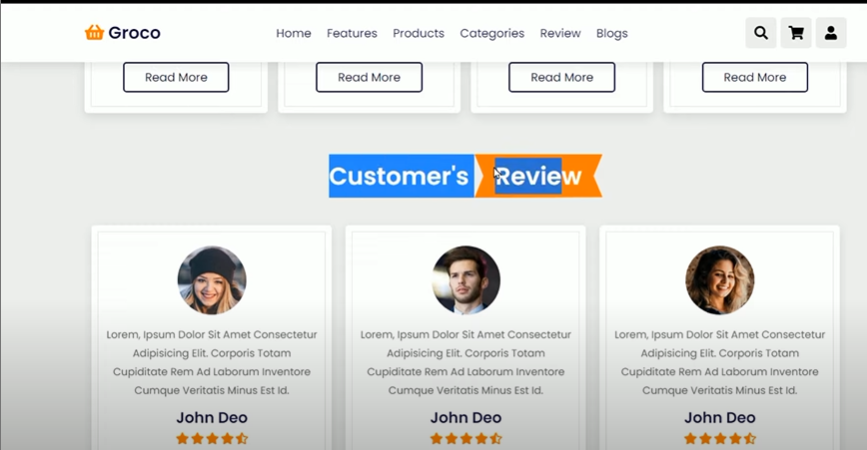 Groco Home Features Products Categories Review Blogs
Read More Read More Read More Read More
Customer's Review
Lorem, Ipsum Dolor Sit Amet Consectetur
Adipisicing Elit. Corporis Totam
Cupiditate Rem Ad Laborum Inventore
Cumque Veritatis Minus Est Id.
John Deo
Lorem, Ipsum Dolor Sit Amet Consectetur
Adipisicing Elit. Corporis Totam
Cupiditate Rem Ad Laborum Inventore
Cumque Veritatis Minus Est Id.
John Deo
Lorem, Ipsum Dolor Sit Amet Consectetur
Adipisicing Elit. Corporis Totam
Cupiditate Rem Ad Laborum Inventore
Cumque Veritatis Minus Est Id.
John Deo